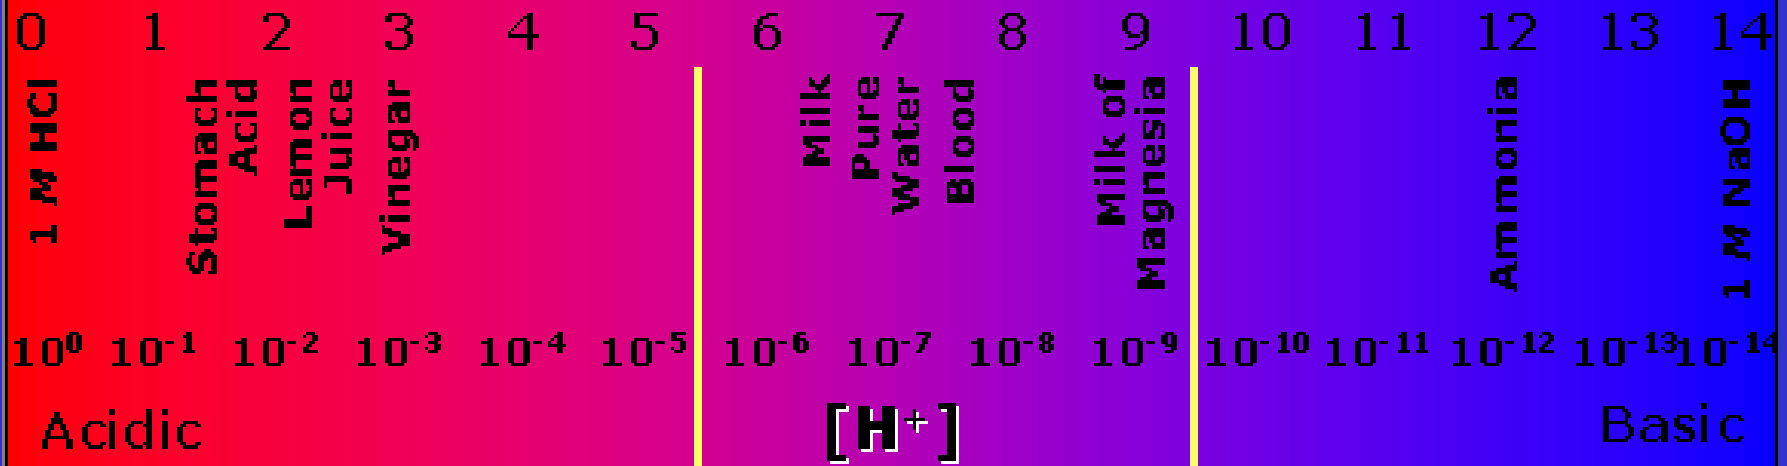 0 1 2 3 4 5 6 7 8 9 10 11 12 13 14
1 M HCl
Stomach
Acid
Lemon
Juice
Vinegar
Milk
Pure
Water
Blood
Milk of
Magnesia
Ammonia
1 M NaOH
10⁰ 10⁻¹ 10⁻² 10⁻³ 10⁻⁴ 10⁻⁵ 10⁻⁶ 10⁻⁷ 10⁻⁸ 10⁻⁹ 10⁻¹⁰ 10⁻¹¹ 10⁻¹² 10⁻¹³ 10⁻¹⁴
Acidic [H⁺] Basic